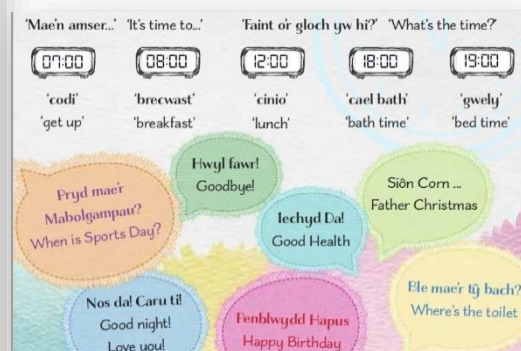 'Mae'n amser...' 'It's time to...' 'Faint o'r gloch yw hi?' 'What's the time?'
07:00 08:00 12:00 18:00 19:00
'codi' 'brecwast' 'cinio' 'cael bath' 'gwely'
'get up' 'breakfast' 'lunch' 'bath time' 'bed time'
Hwyl fawr!
Goodbye!
Pryd mae'r
Mabolgampau?
When is Sports Day?
Siôn Corn ...
Father Christmas
Iechyd Da!
Good Health
Ble mae'r tŷ bach?
Where's the toilet
Nos da! Caru ti!
Good night!
Love you!
Penblwydd Hapus
Happy Birthday